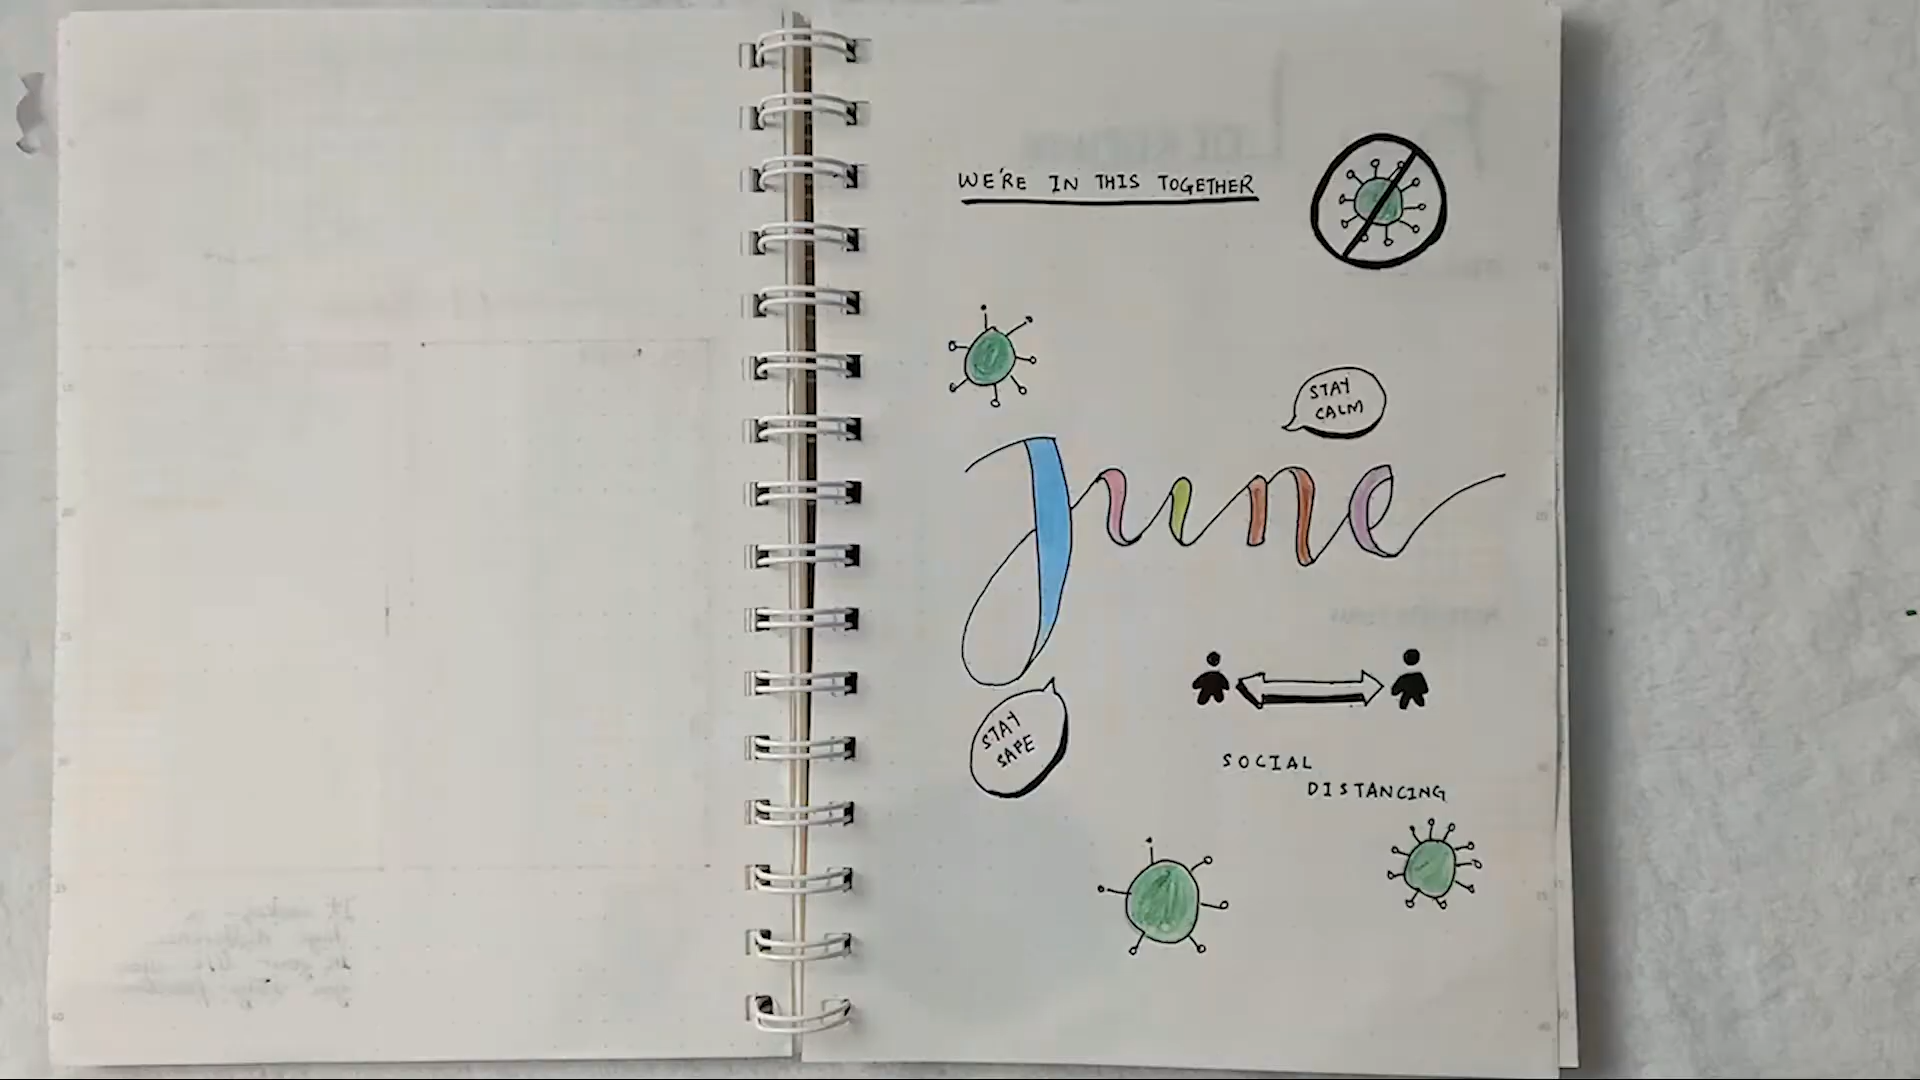 WE'RE IN THIS TOGETHER
STAY
CALM
June
STAY
SAFE
SOCIAL
DISTANCING